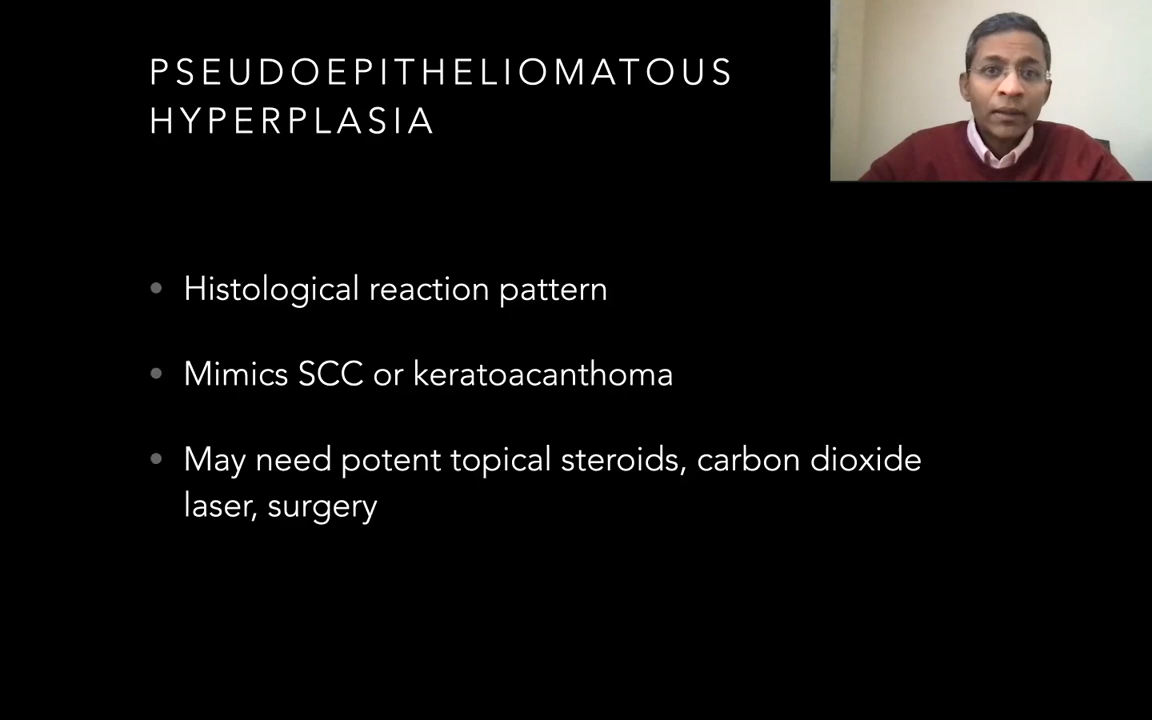 PSEUDOEPITHELIOMATOUS
HYPERPLASIA
• Histological reaction pattern
• Mimics SCC or keratoacanthoma
• May need potent topical steroids, carbon dioxide
laser, surgery